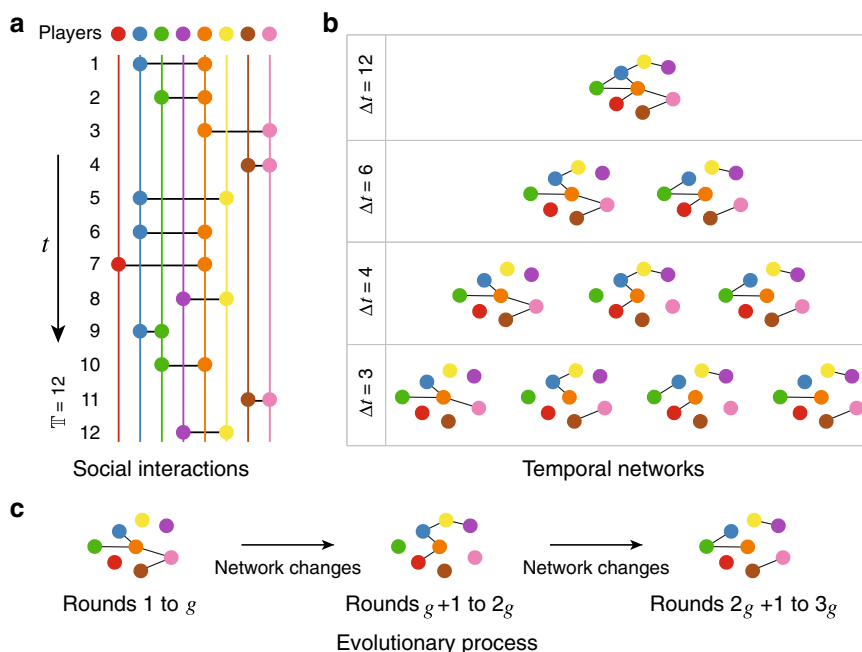 a
Players
1
2
3
4
5
6
7
8
9
10
11
12
t
𝕋 = 12
Social interactions
b
Δt = 12
Δt = 6
Δt = 4
Δt = 3
Temporal networks
c
Network changes
Network changes
Rounds 1 to g
Rounds g +1 to 2g
Rounds 2g +1 to 3g
Evolutionary process